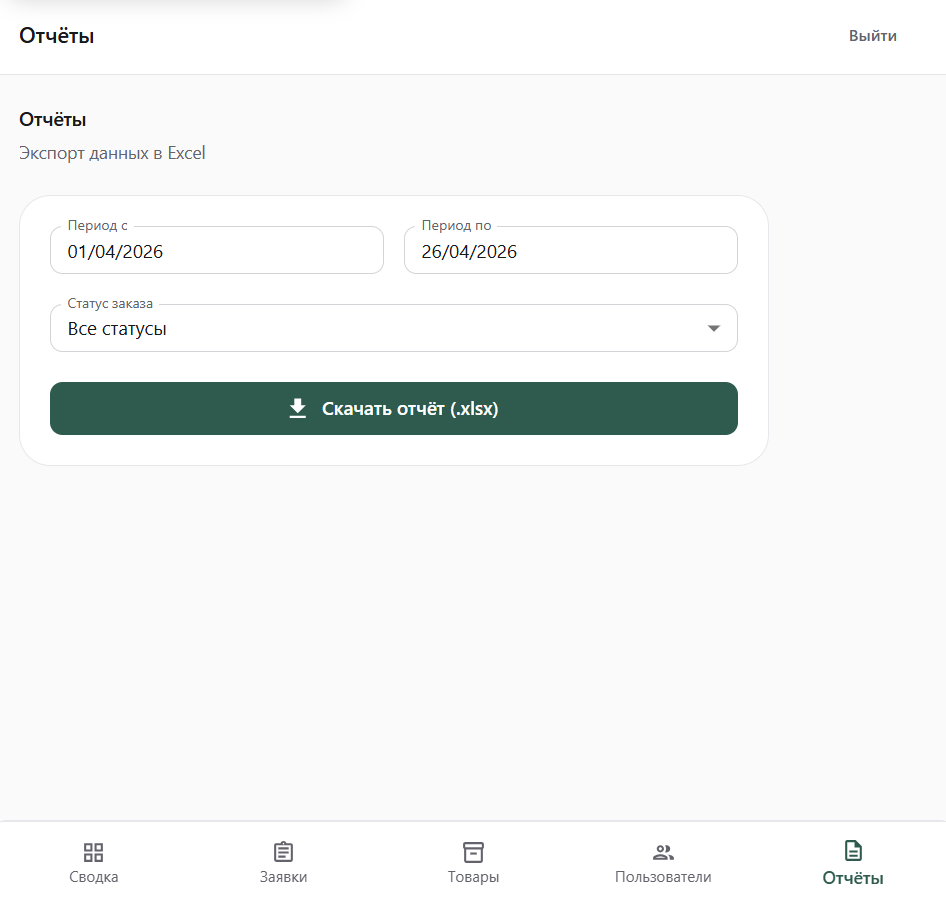 Отчёты
Выйти
Отчёты
Экспорт данных в Excel
Период с
01/04/2026
Период по
26/04/2026
Статус заказа
Все статусы
Скачать отчёт (.xlsx)
Сводка
Заявки
Товары
Пользователи
Отчёты